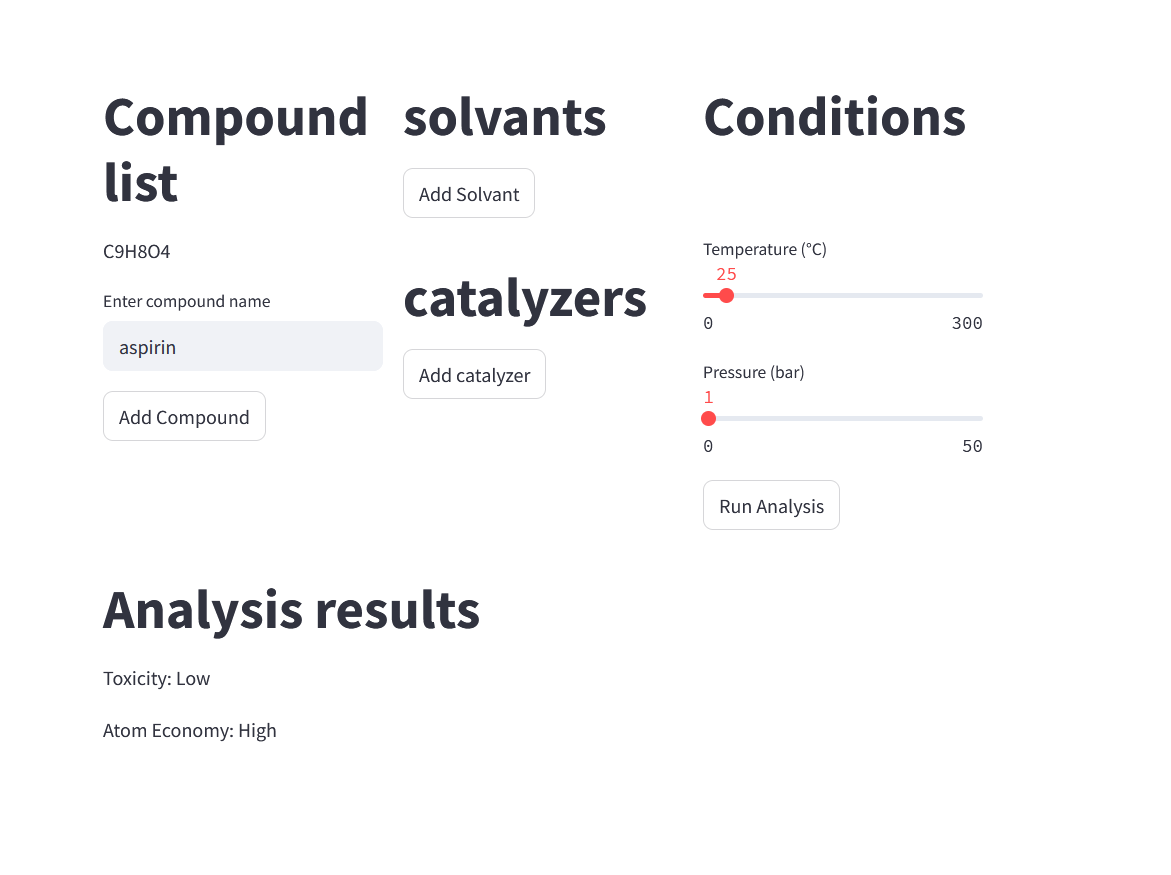 Compound
list
C9H8O4
Enter compound name
aspirin
Add Compound
solvants
Add Solvant
catalyzers
Add catalyzer
Conditions
Temperature (°C)
25
0 300
Pressure (bar)
1
0 50
Run Analysis
Analysis results
Toxicity: Low
Atom Economy: High